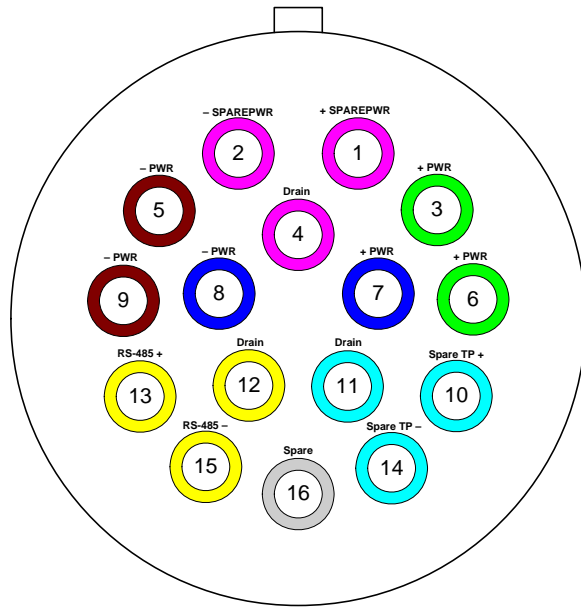 – SPAREPWR
+ SPAREPWR
2
1
– PWR
+ PWR
5
3
Drain
4
– PWR
– PWR
+ PWR
+ PWR
9
8
7
6
RS-485 +
Drain
Drain
Spare TP +
13
12
11
10
RS-485 –
Spare
Spare TP –
15
16
14